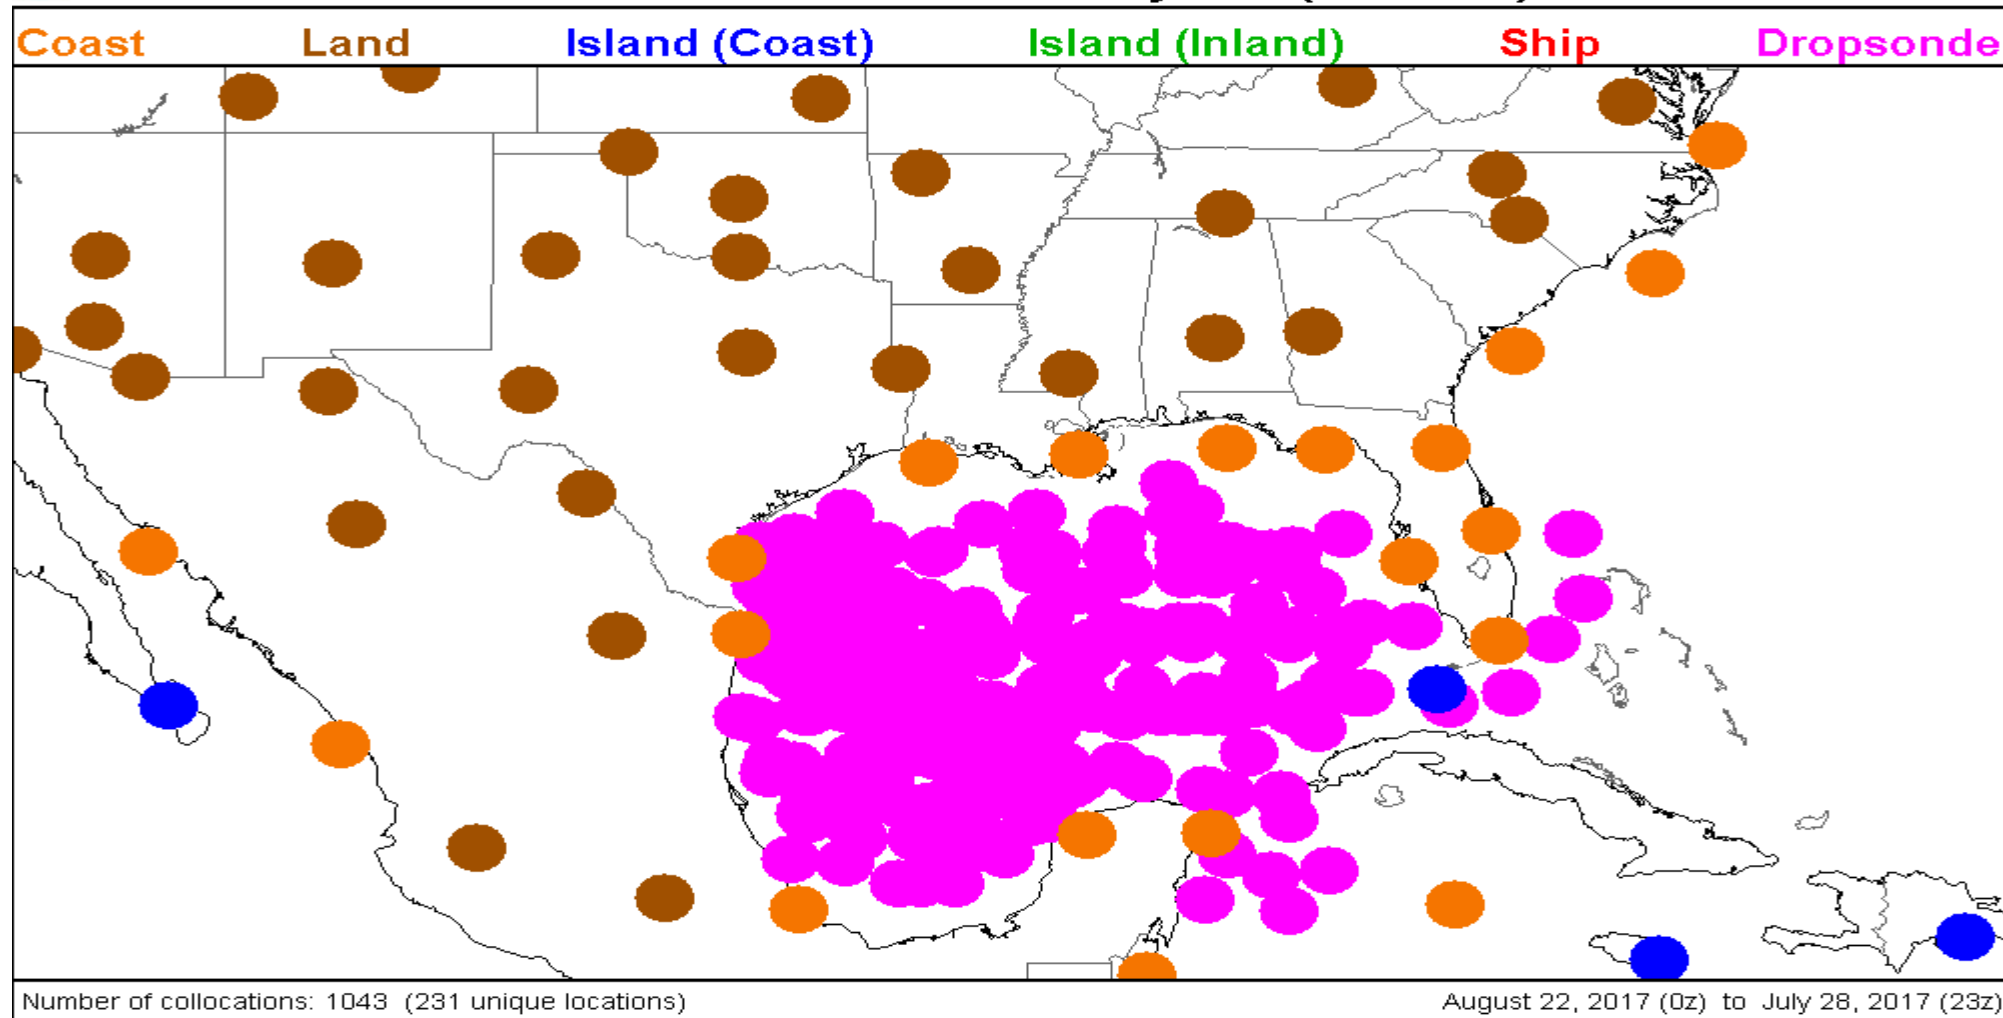 Coast Land Island (Coast) Island (Inland) Ship Dropsonde
Number of collocations: 1043 (231 unique locations)
August 22, 2017 (0z) to July 28, 2017 (23z)